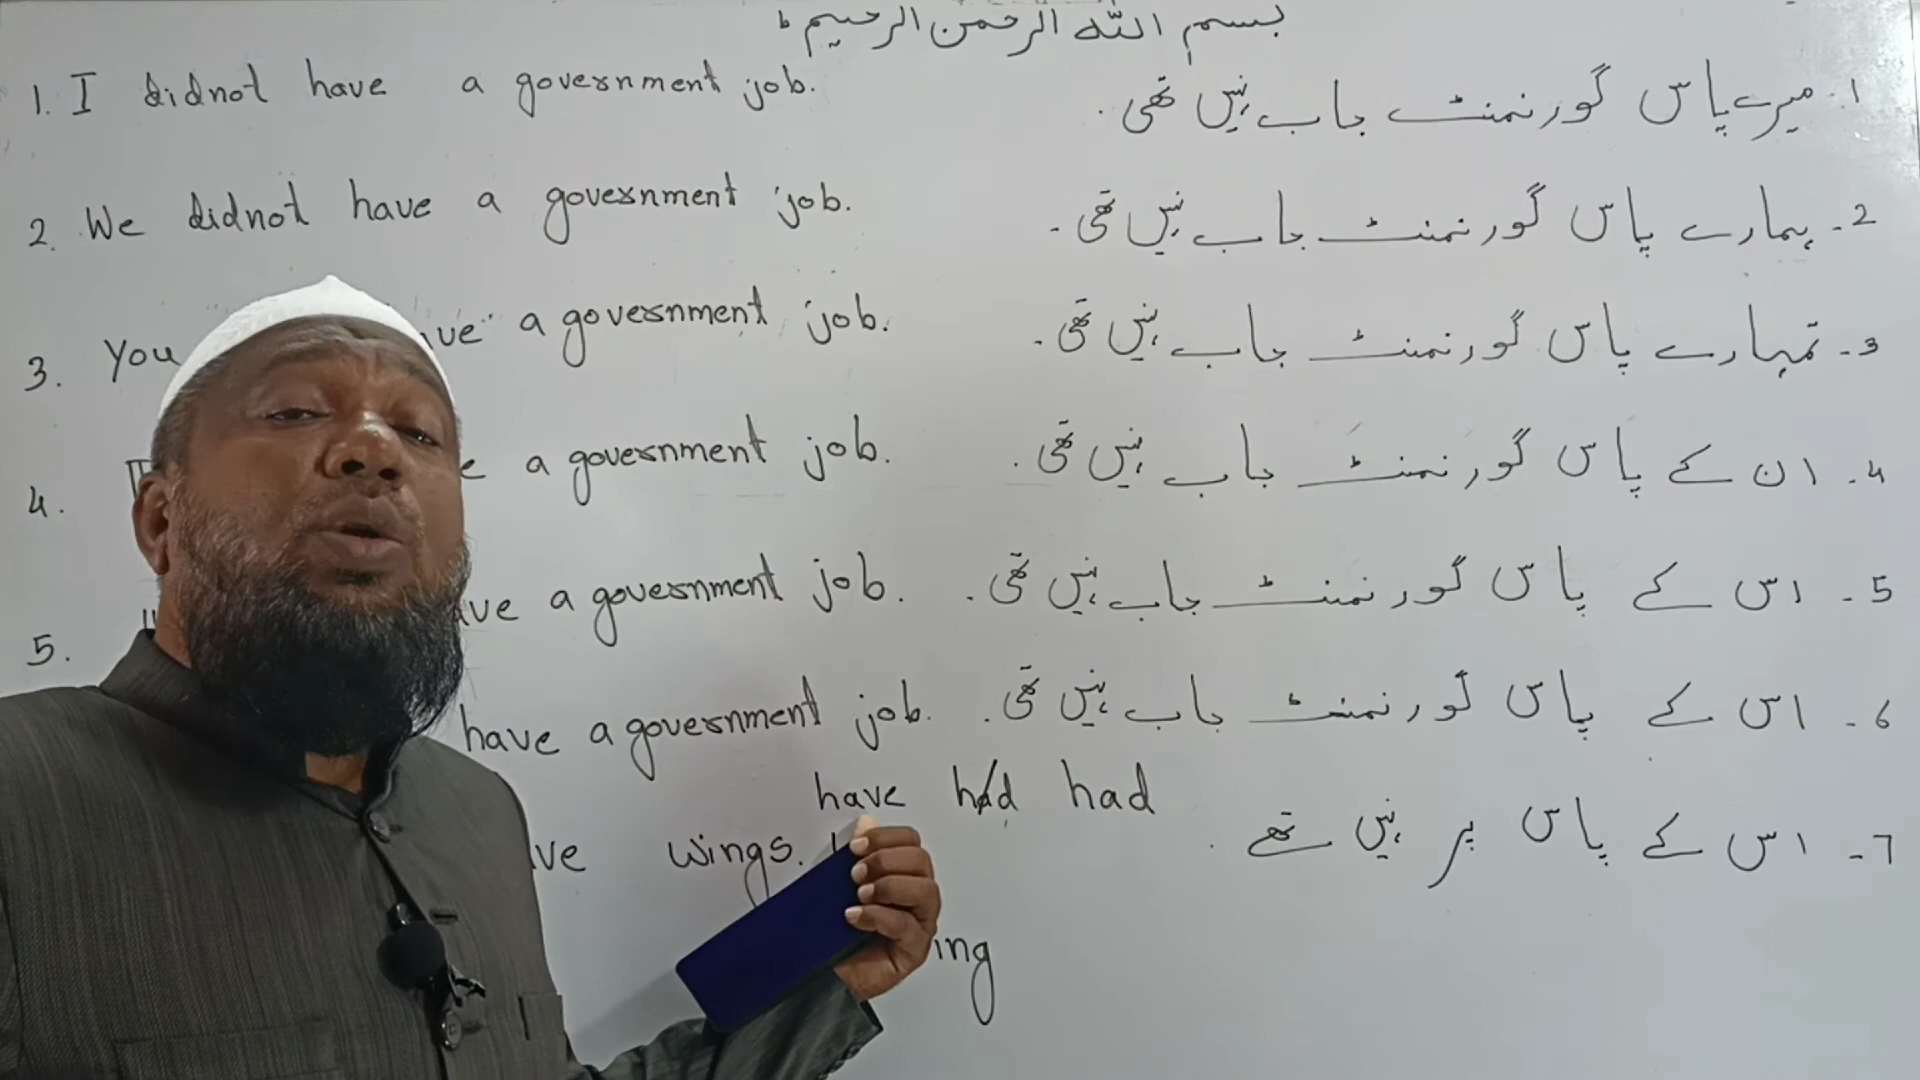 بسم اللہ الرحمن الرحیم ط
1. I didnot have a government job.
۱۔ میرے پاس گورنمنٹ جاب نہیں تھی۔
2. We didnot have a government job.
2۔ ہمارے پاس گورنمنٹ جاب نہیں تھی۔
3. You a government job.
3۔ تمہارے پاس گورنمنٹ جاب نہیں تھی۔
4. a government job.
4۔ ان کے پاس گورنمنٹ جاب نہیں تھی۔
5. a government job.
5۔ اس کے پاس گورنمنٹ جاب نہیں تھی۔
have a government job.
6۔ اس کے پاس گورنمنٹ جاب نہیں تھی۔
have had had
wings.
7۔ اس کے پاس پر نہیں تھے
ing